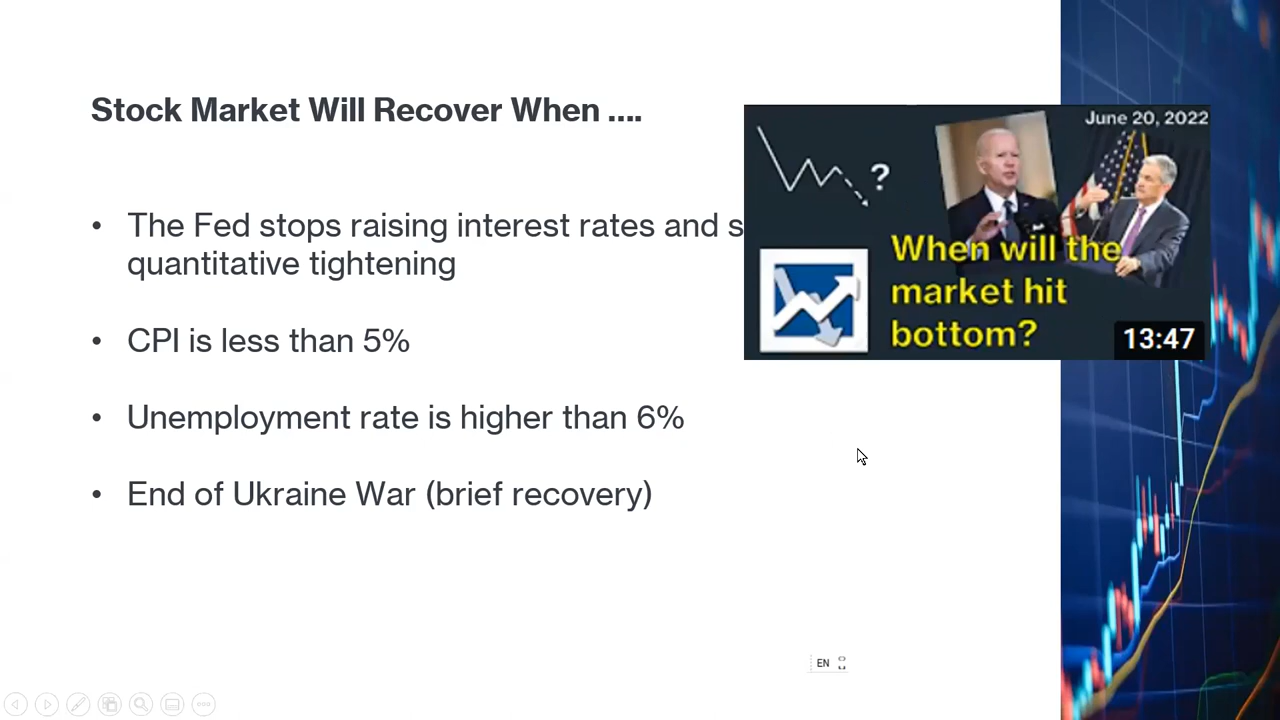 Stock Market Will Recover When ....
• The Fed stops raising interest rates and s
quantitative tightening
• CPI is less than 5%
• Unemployment rate is higher than 6%
• End of Ukraine War (brief recovery)
June 20, 2022
?
When will the
market hit
bottom?
13:47
EN